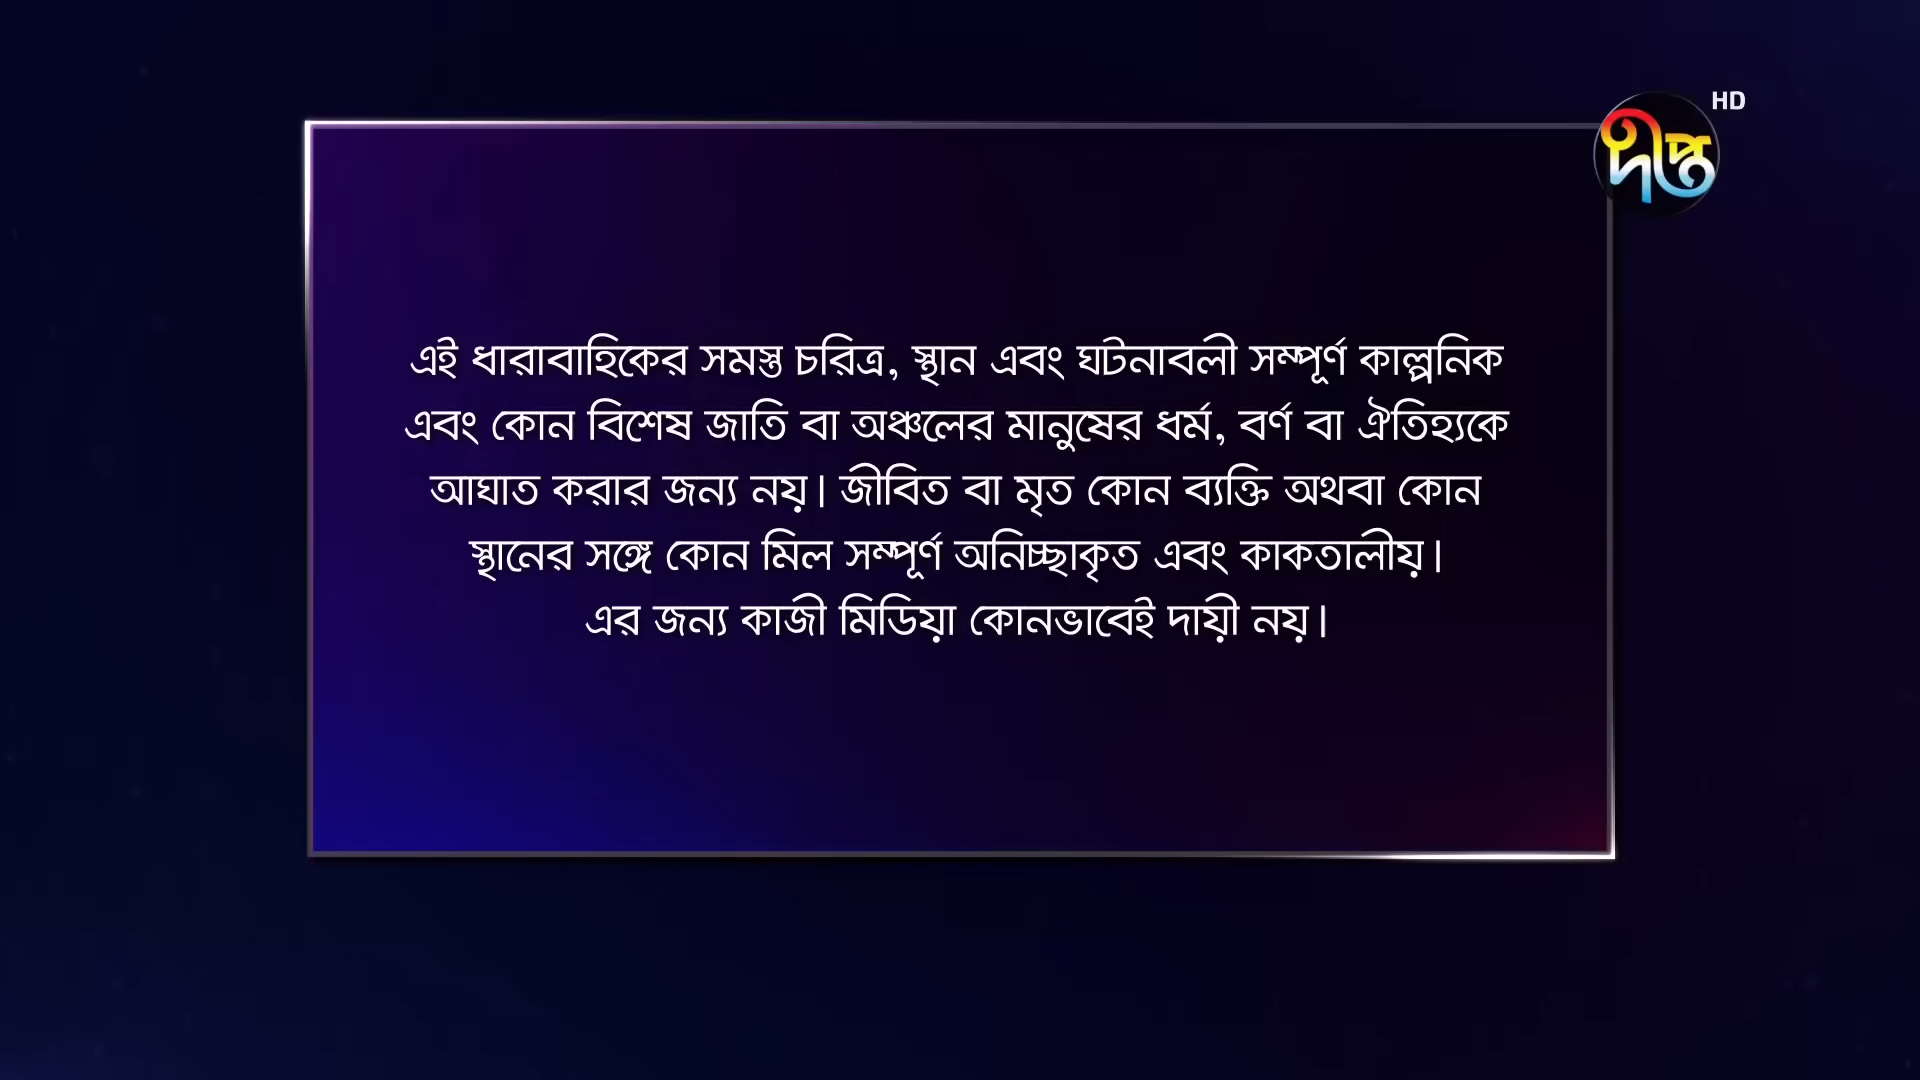 HD
দীপ্ত
এই ধারাবাহিকের সমস্ত চরিত্র, স্থান এবং ঘটনাবলী সম্পূর্ণ কাল্পনিক
এবং কোন বিশেষ জাতি বা অঞ্চলের মানুষের ধর্ম, বর্ণ বা ঐতিহ্যকে
আঘাত করার জন্য নয়। জীবিত বা মৃত কোন ব্যক্তি অথবা কোন
স্থানের সঙ্গে কোন মিল সম্পূর্ণ অনিচ্ছাকৃত এবং কাকতালীয়।
এর জন্য কাজী মিডিয়া কোনভাবেই দায়ী নয়।